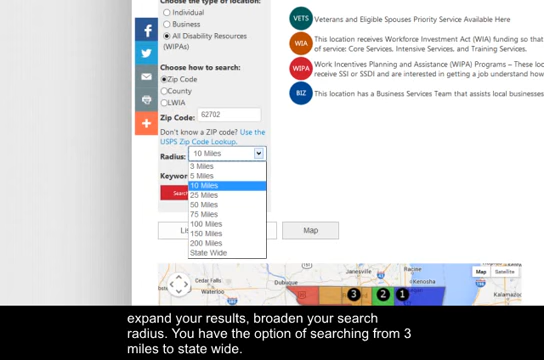 Choose the type of location:
Individual
Business
All Disability Resources
(WIPAs)
Choose how to search:
Zip Code
County
LWIA
Zip Code: 62702
Don't know a ZIP code? Use the
USPS Zip Code Lookup.
Radius: 10 Miles
3 Miles
5 Miles
10 Miles
25 Miles
50 Miles
75 Miles
100 Miles
150 Miles
200 Miles
State Wide
Keywor
Searc
Li
Map
VETS Veterans and Eligible Spouses Priority Service Available Here
WIA This location receives Workforce Investment Act (WIA) funding so that
of service: Core Services, Intensive Services, and Training Services.
WIPA Work Incentives Planning and Assistance (WIPA) Programs – These loc
receive SSI or SSDI and are interested in getting a job understand how
BIZ This location has a Business Services Team that assists local businesses
Cedar Falls
Waterloo
Dubuque
Janesville
Racine
Kenosha
Kalamazoo
Map Satellite
3 2 1
expand your results, broaden your search
radius. You have the option of searching from 3
miles to state wide.